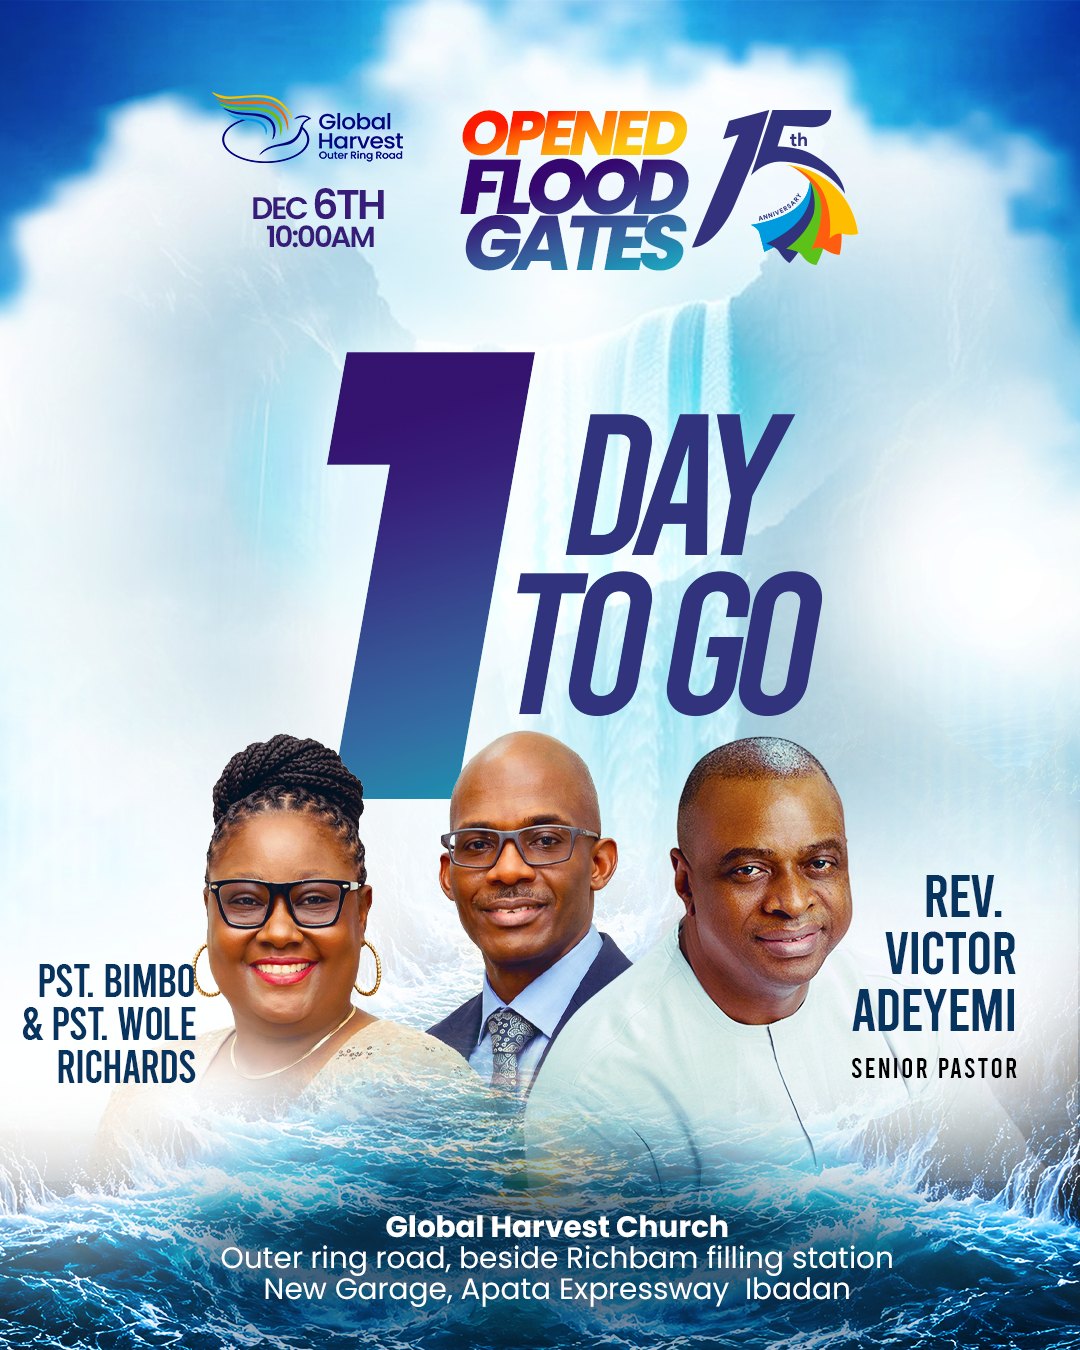 Global
Harvest
Outer Ring Road
DEC 6TH
10:00AM
OPENED
FLOOD
GATES
15th
ANNIVERSARY
1
DAY
TO GO
PST. BIMBO
& PST. WOLE
RICHARDS
REV.
VICTOR
ADEYEMI
SENIOR PASTOR
Global Harvest Church
Outer ring road, beside Richbam filling station
New Garage, Apata Expressway Ibadan